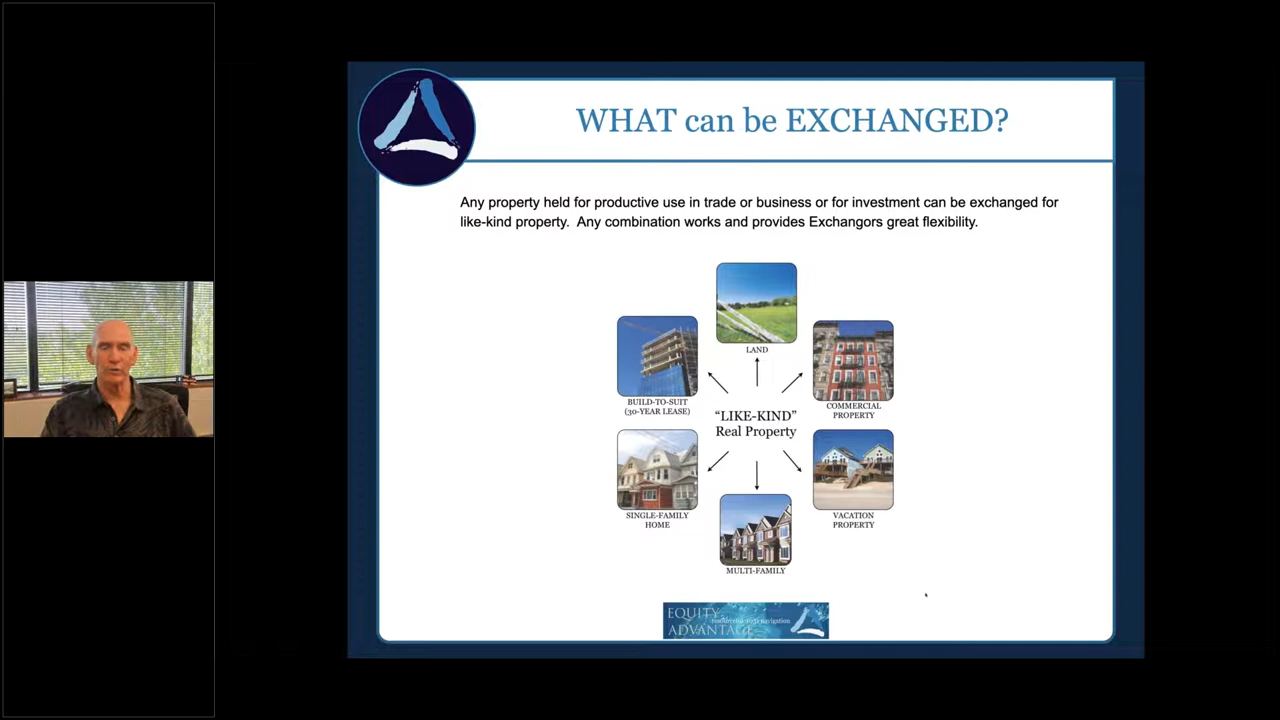 WHAT can be EXCHANGED?
Any property held for productive use in trade or business or for investment can be exchanged for
like-kind property. Any combination works and provides Exchangors great flexibility.
LAND
BUILD-TO-SUIT
(30-YEAR LEASE)
COMMERCIAL
PROPERTY
“LIKE-KIND”
Real Property
SINGLE-FAMILY
HOME
VACATION
PROPERTY
MULTI-FAMILY
EQUITY
navigation
ADVANTAGE